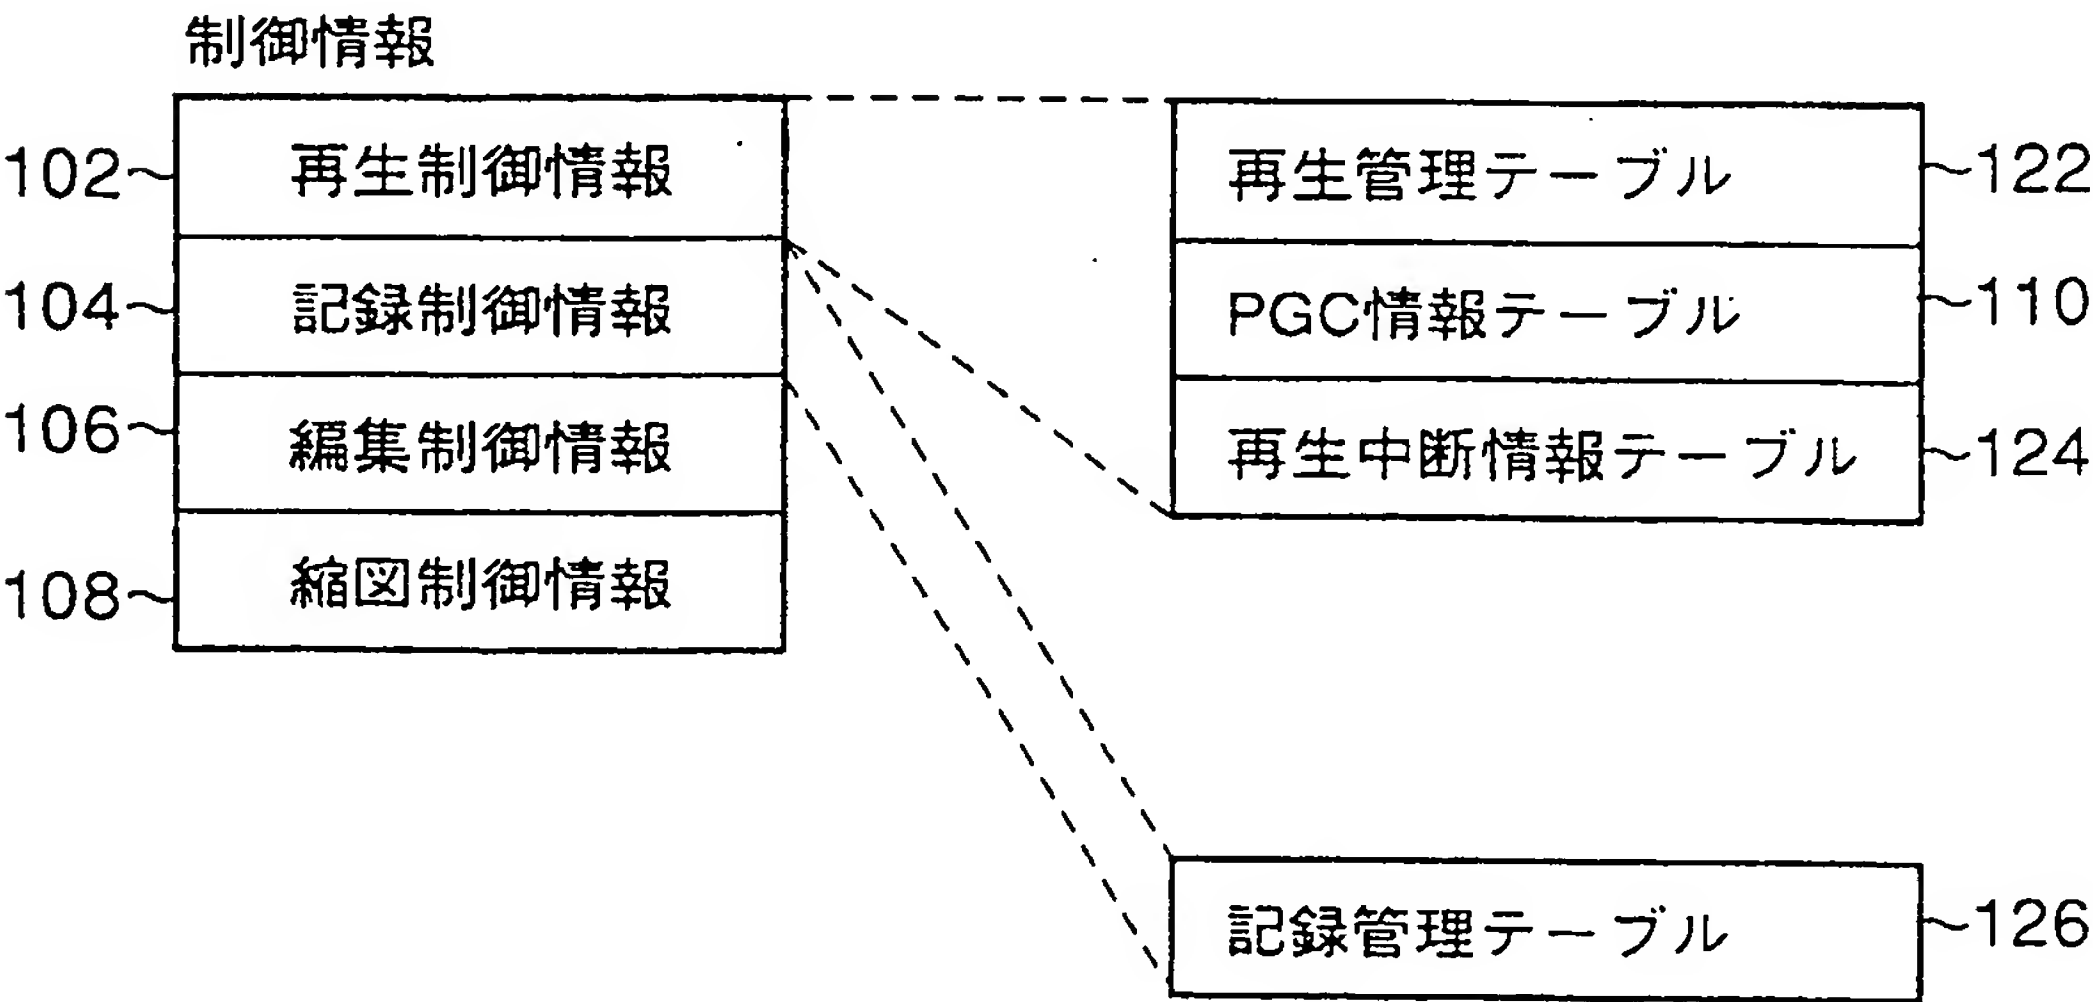 制御情報
102
再生制御情報
104
記録制御情報
106
編集制御情報
108
縮図制御情報
再生管理テーブル
122
PGC情報テーブル
110
再生中断情報テーブル
124
記録管理テーブル
126